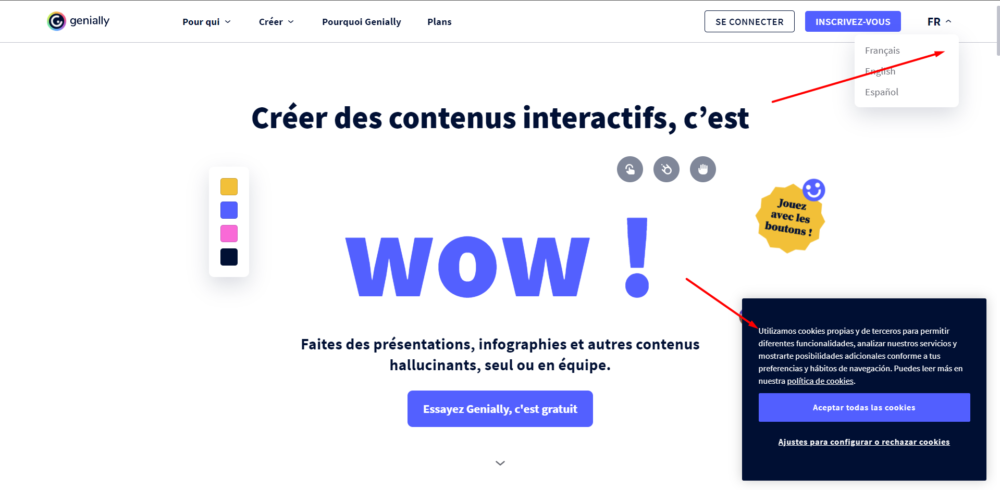 genially
Pour qui
Créer
Pourquoi Genially
Plans
SE CONNECTER
INSCRIVEZ-VOUS
FR
Français
English
Español
Créer des contenus interactifs, c’est
Jouez
avec les
boutons !
wow !
Faites des présentations, infographies et autres contenus
hallucinants, seul ou en équipe.
Essayez Genially, c'est gratuit
Utilizamos cookies propias y de terceros para permitir
diferentes funcionalidades, analizar nuestros servicios y
mostrarte posibilidades adicionales conforme a tus
preferencias y hábitos de navegación. Puedes leer más en
nuestra política de cookies.
Aceptar todas las cookies
Ajustes para configurar o rechazar cookies